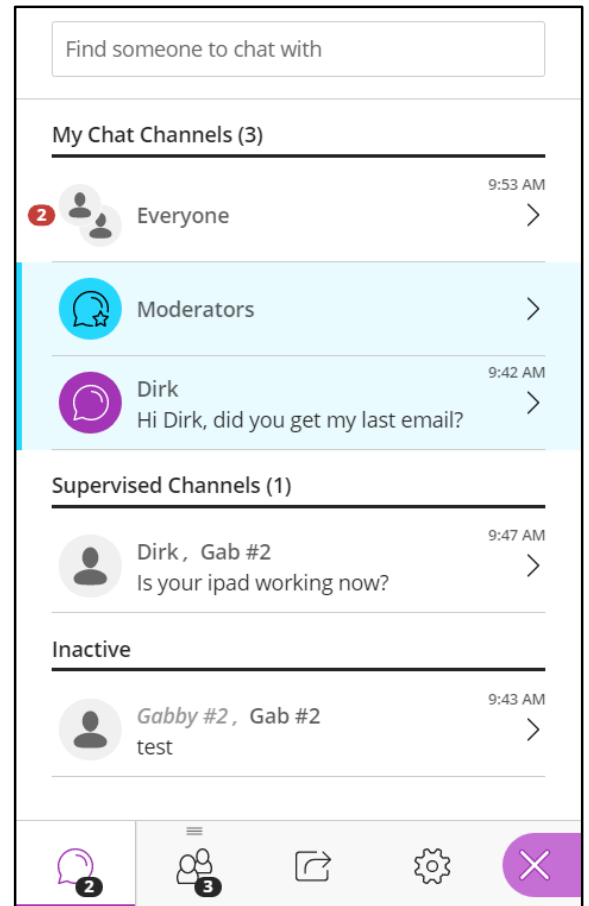 Find someone to chat with
My Chat Channels (3)
9:53 AM
2
Everyone
Moderators
9:42 AM
Dirk
Hi Dirk, did you get my last email?
Supervised Channels (1)
9:47 AM
Dirk, Gab #2
Is your ipad working now?
Inactive
9:43 AM
Gabby #2, Gab #2
test
2
3